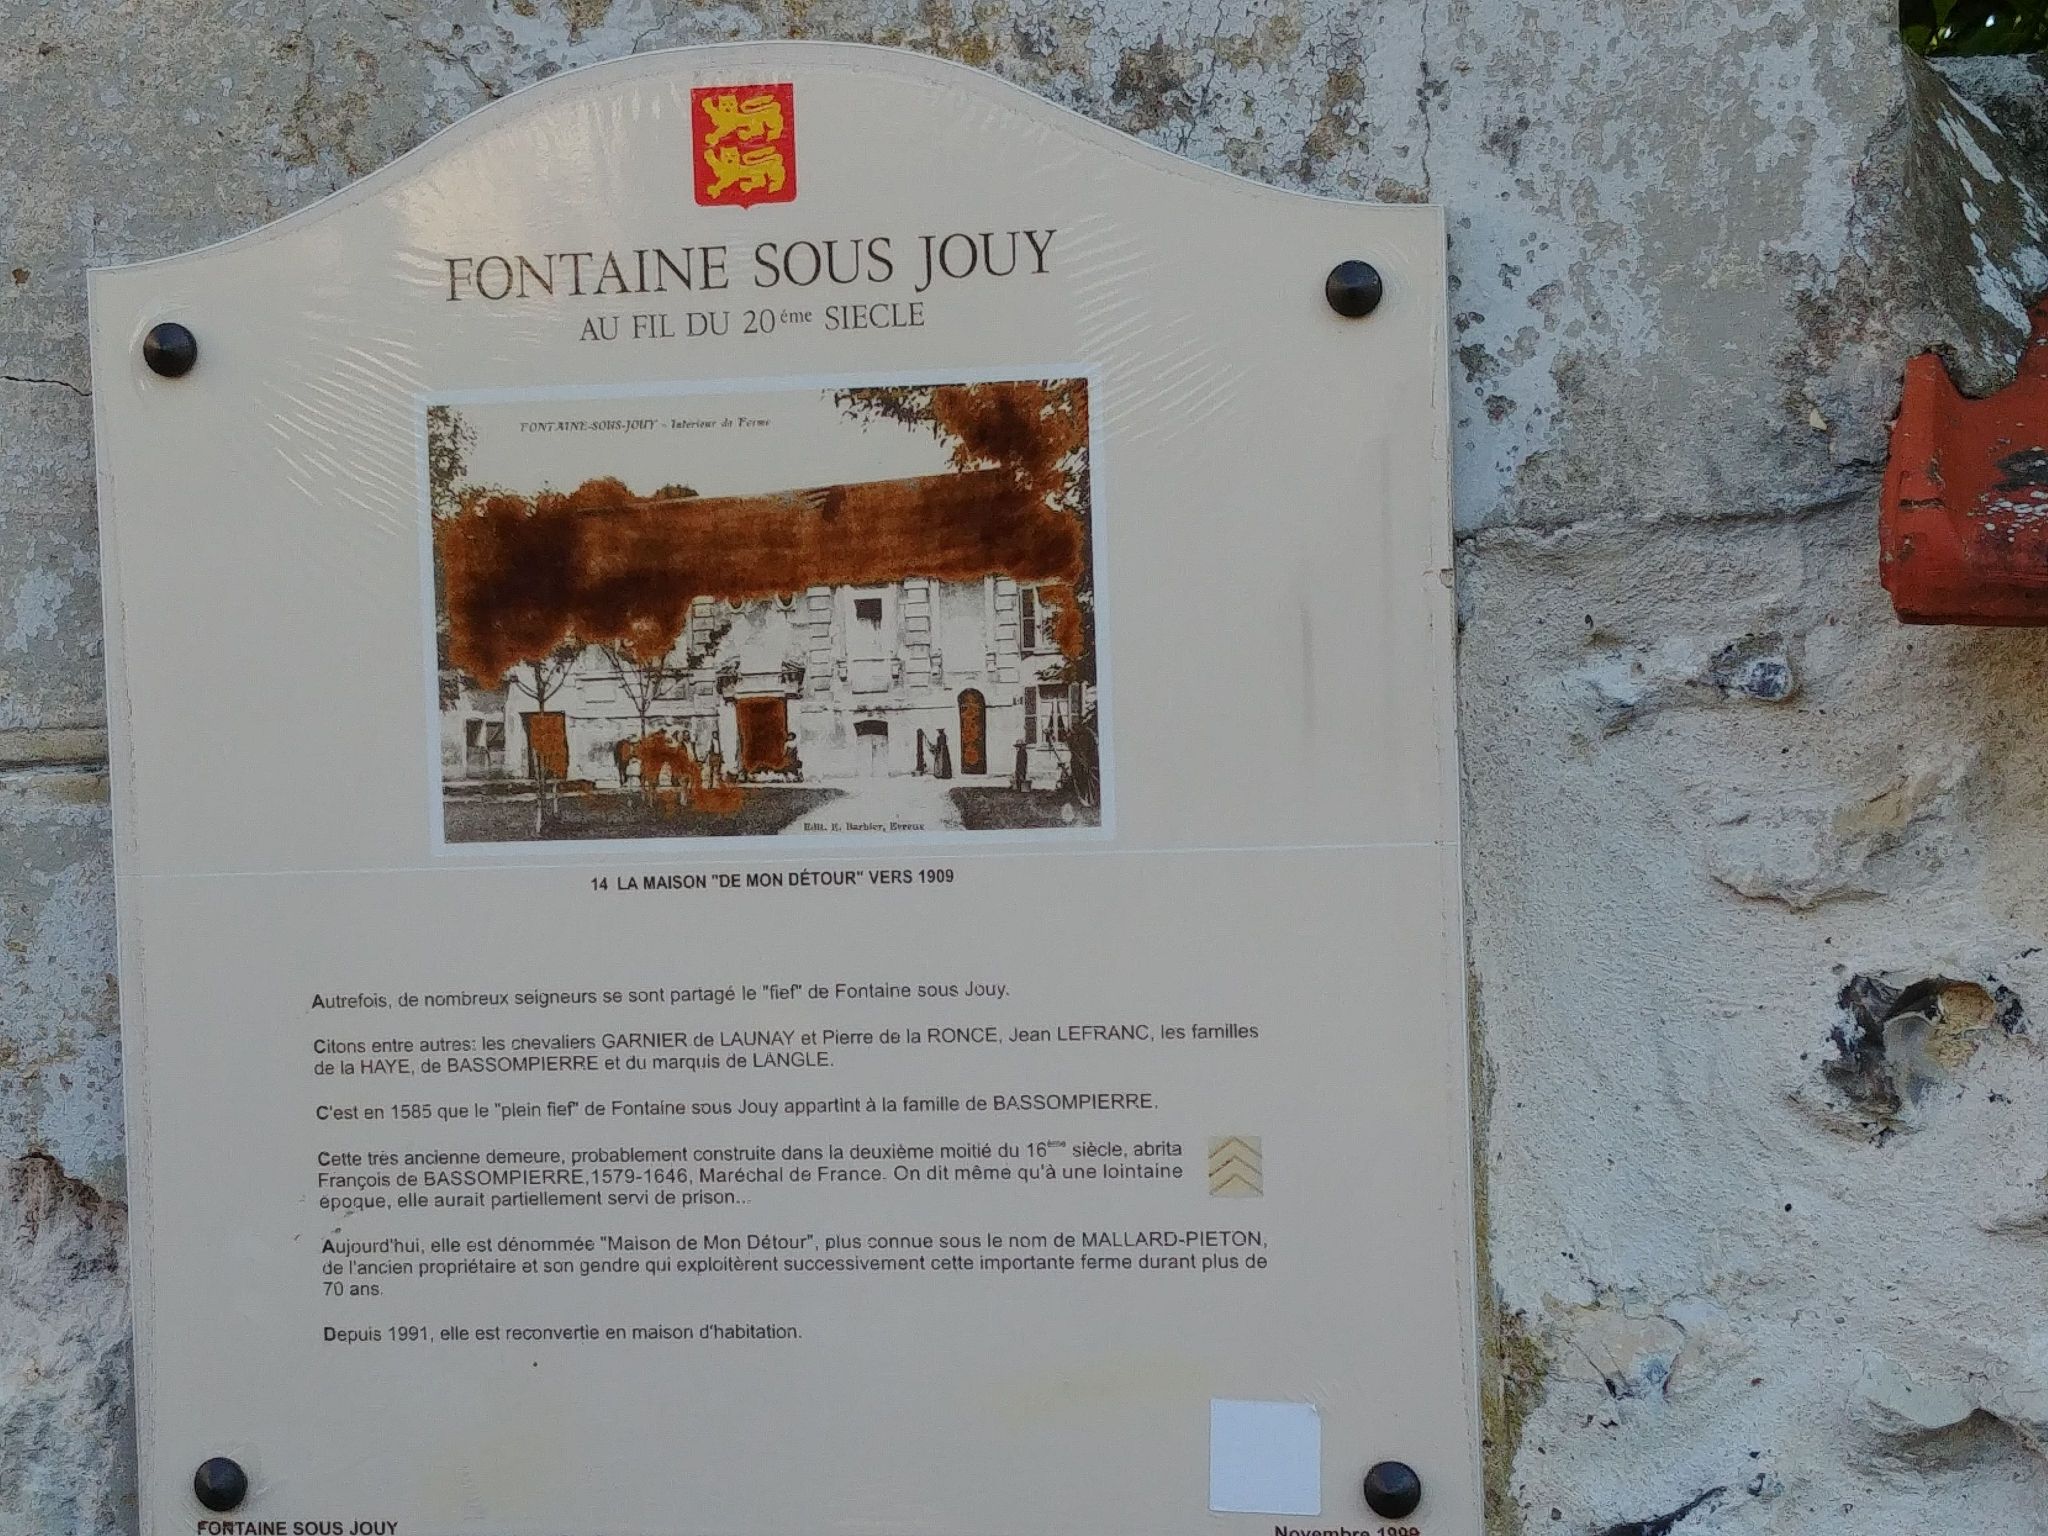 FONTAINE SOUS JOUY
AU FIL DU 20ème SIECLE
FONTAINE-SOUS-JOUY - Intérieur de Ferme
Edit. E. Barbier, Evreux
14 LA MAISON "DE MON DÉTOUR" VERS 1909
Autrefois, de nombreux seigneurs se sont partagé le "fief" de Fontaine sous Jouy.
Citons entre autres: les chevaliers GARNIER de LAUNAY et Pierre de la RONCE, Jean LEFRANC, les familles
de la HAYE, de BASSOMPIERRE et du marquis de LANGLE.
C'est en 1585 que le "plein fief" de Fontaine sous Jouy appartint à la famille de BASSOMPIERRE.
Cette très ancienne demeure, probablement construite dans la deuxième moitié du 16ème siècle, abrita
François de BASSOMPIERRE,1579-1646, Maréchal de France. On dit même qu'à une lointaine
époque, elle aurait partiellement servi de prison...
Aujourd'hui, elle est dénommée "Maison de Mon Détour", plus connue sous le nom de MALLARD-PIETON,
de l'ancien propriétaire et son gendre qui exploitèrent successivement cette importante ferme durant plus de
70 ans.
Depuis 1991, elle est reconvertie en maison d'habitation.
FONTAINE SOUS JOUY
Novembre 1999